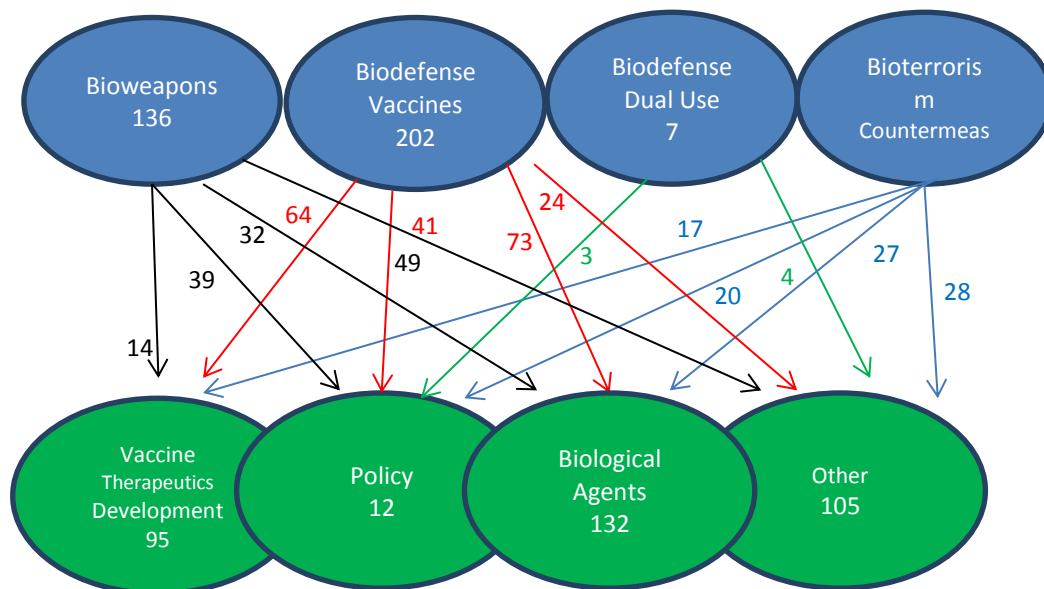 Bioweapons
136
Biodefense
Vaccines
202
Biodefense
Dual Use
7
Bioterroris
m
Countermeas
64
32
41
49
73
24
3
17
27
4
39
20
28
14
Vaccine
Therapeutics
Development
95
Policy
12
Biological
Agents
132
Other
105